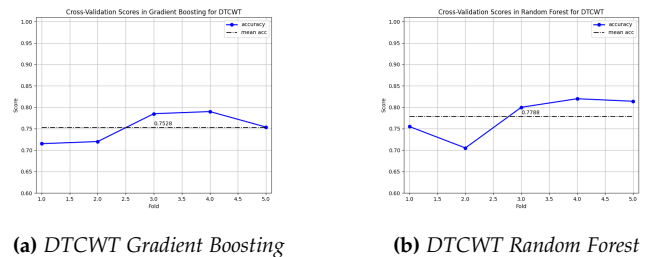 Cross-Validation Scores in Gradient Boosting for DTCWT
1.00
0.95
0.90
0.85
0.80
0.75
0.70
0.65
0.60
Score
accuracy
mean acc
0.7528
1.0 1.5 2.0 2.5 3.0 3.5 4.0 4.5 5.0
Fold
(a) DTCWT Gradient Boosting
Cross-Validation Scores in Random Forest for DTCWT
1.00
0.95
0.90
0.85
0.80
0.75
0.70
0.65
0.60
Score
accuracy
mean acc
0.7788
1.0 1.5 2.0 2.5 3.0 3.5 4.0 4.5 5.0
Fold
(b) DTCWT Random Forest